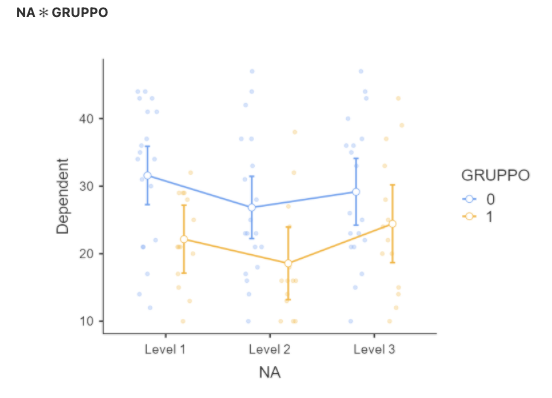 NA ✻ GRUPPO
40
30
20
10
Dependent
Level 1 Level 2 Level 3
NA
GRUPPO
0
1